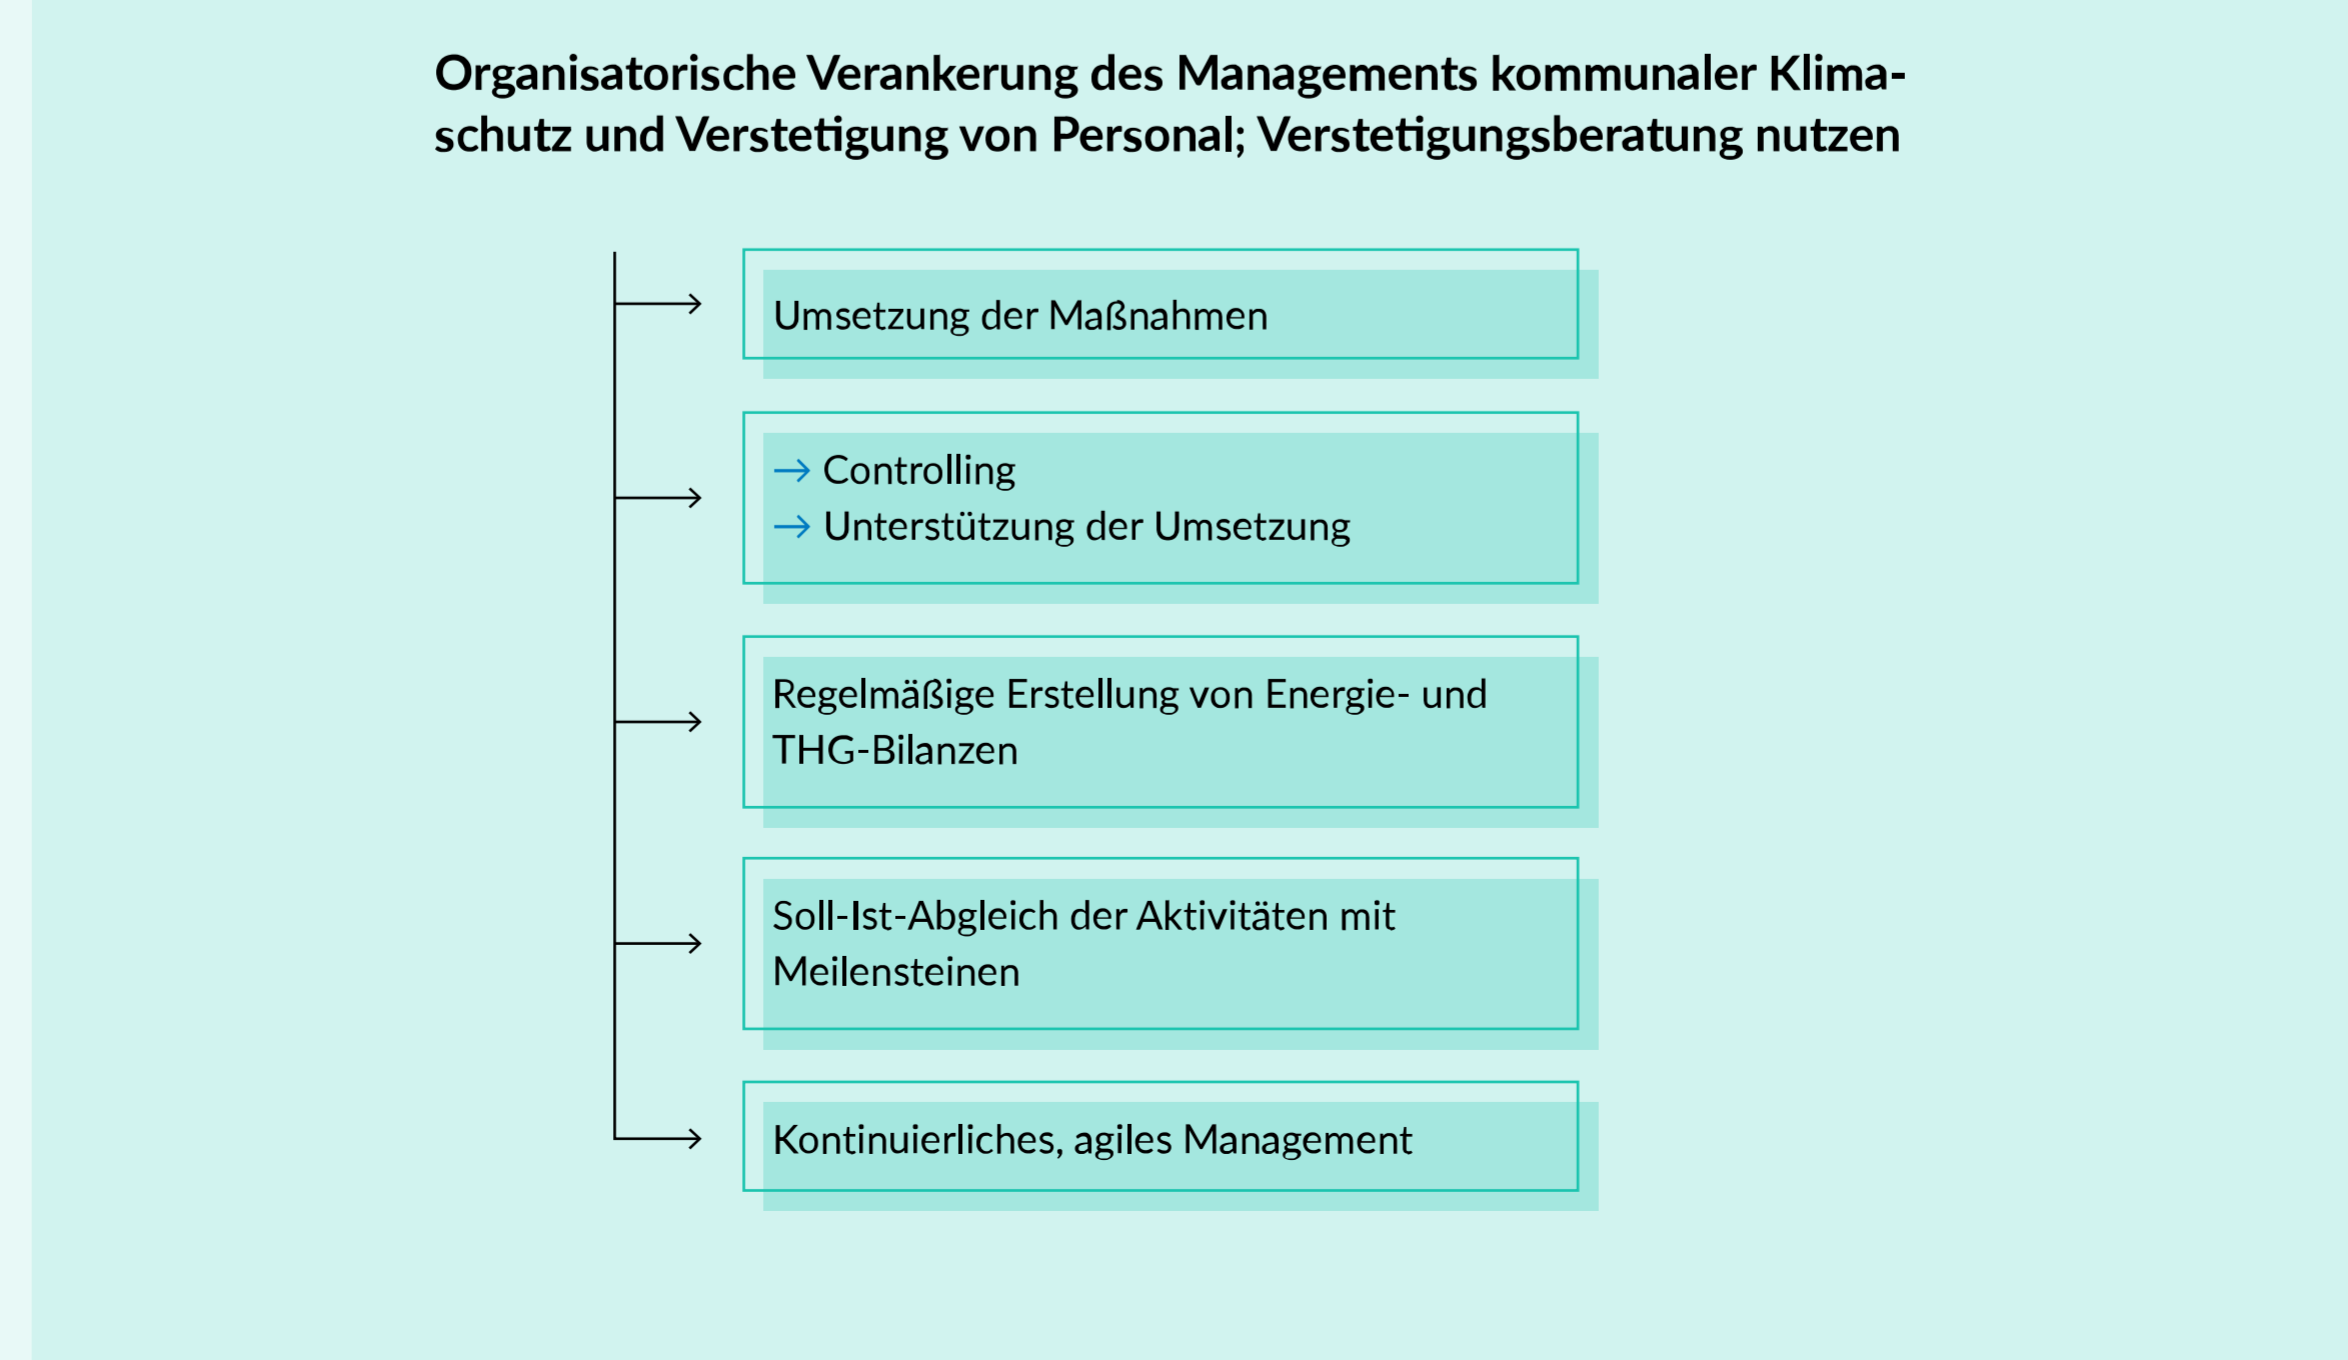 Organisatorische Verankerung des Managements kommunaler Klima-
schutz und Verstetigung von Personal; Verstetigungsberatung nutzen
Umsetzung der Maßnahmen
→ Controlling
→ Unterstützung der Umsetzung
Regelmäßige Erstellung von Energie- und
THG-Bilanzen
Soll-Ist-Abgleich der Aktivitäten mit
Meilensteinen
Kontinuierliches, agiles Management